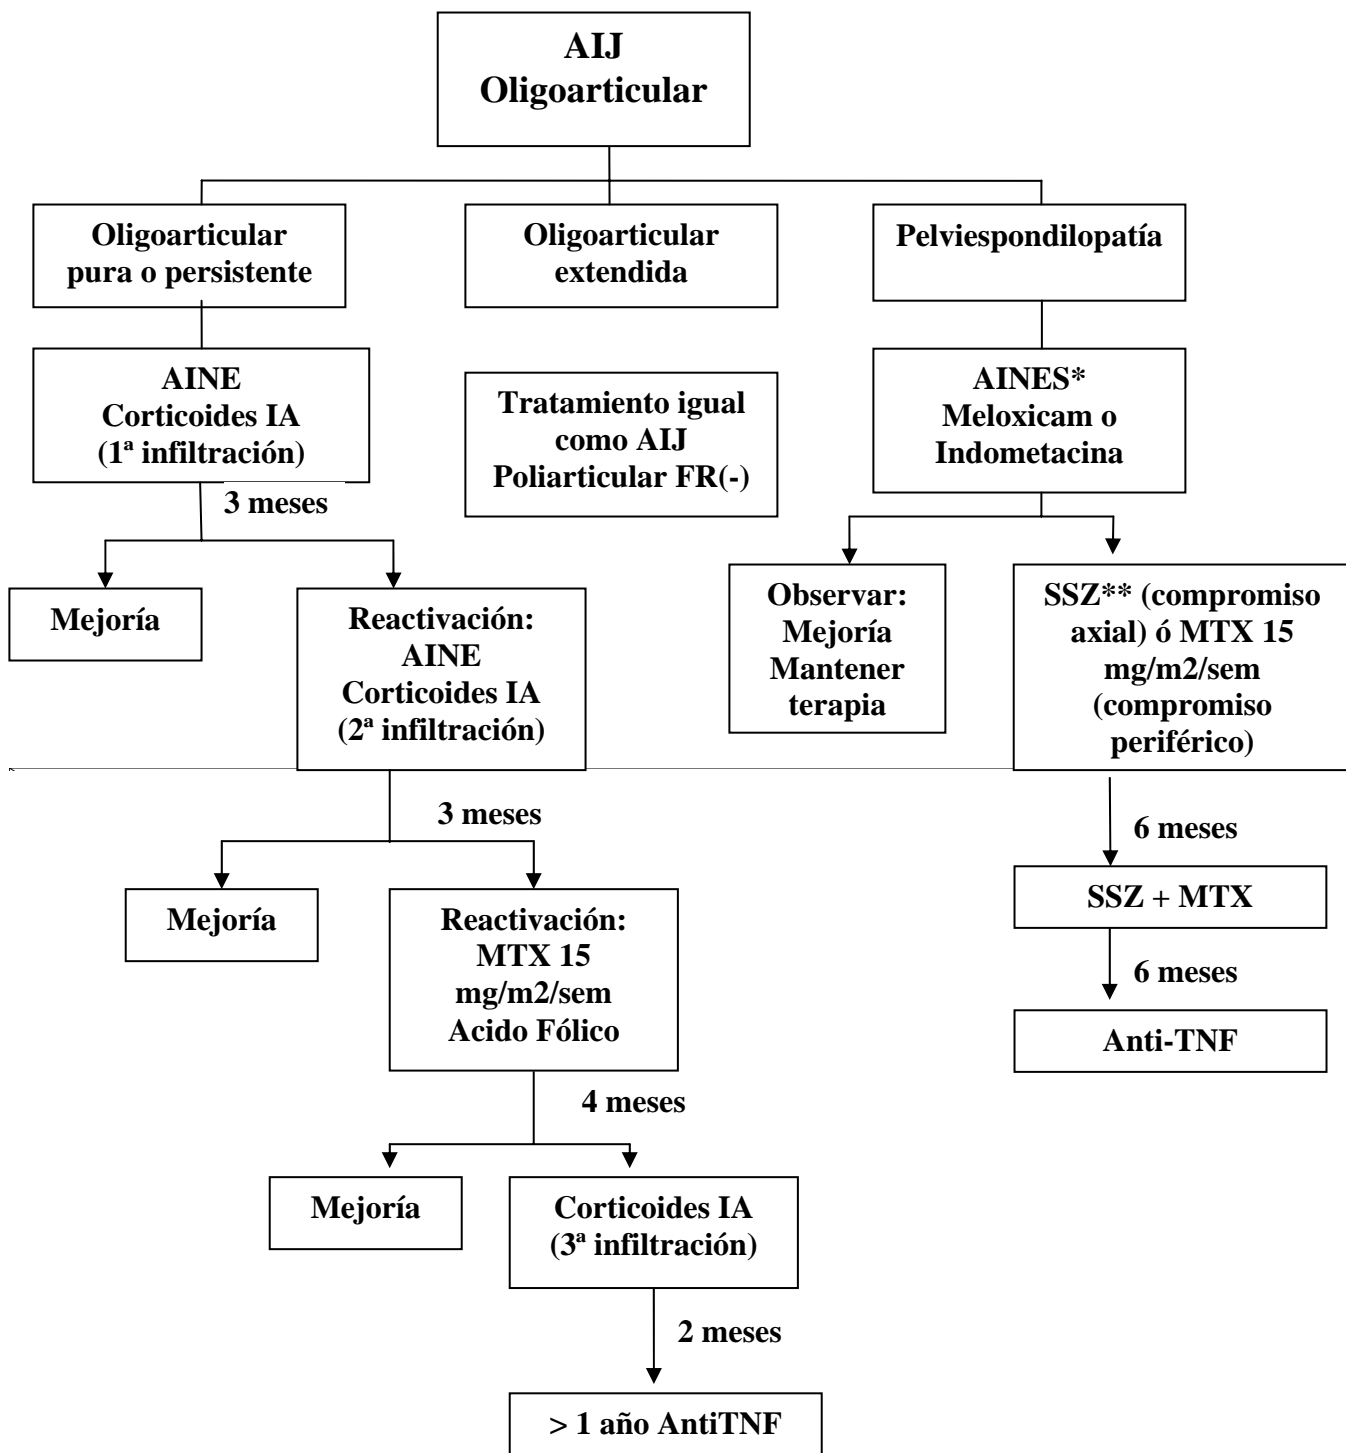 AIJ
Oligoarticular
Oligoarticular
pura o persistente
Oligoarticular
extendida
Pelviespondilopatía
AINE
Corticoides IA
(1ª infiltración)
Tratamiento igual
como AIJ
Poliarticular FR(-)
AINES*
Meloxicam o
Indometacina
3 meses
Mejoría
Reactivación:
AINE
Corticoides IA
(2ª infiltración)
Observar:
Mejoría
Mantener
terapia
SSZ** (compromiso
axial) ó MTX 15
mg/m2/sem
(compromiso
periférico)
3 meses
6 meses
Mejoría
Reactivación:
MTX 15
mg/m2/sem
Acido Fólico
SSZ + MTX
6 meses
Anti-TNF
4 meses
Mejoría
Corticoides IA
(3ª infiltración)
2 meses
> 1 año AntiTNF